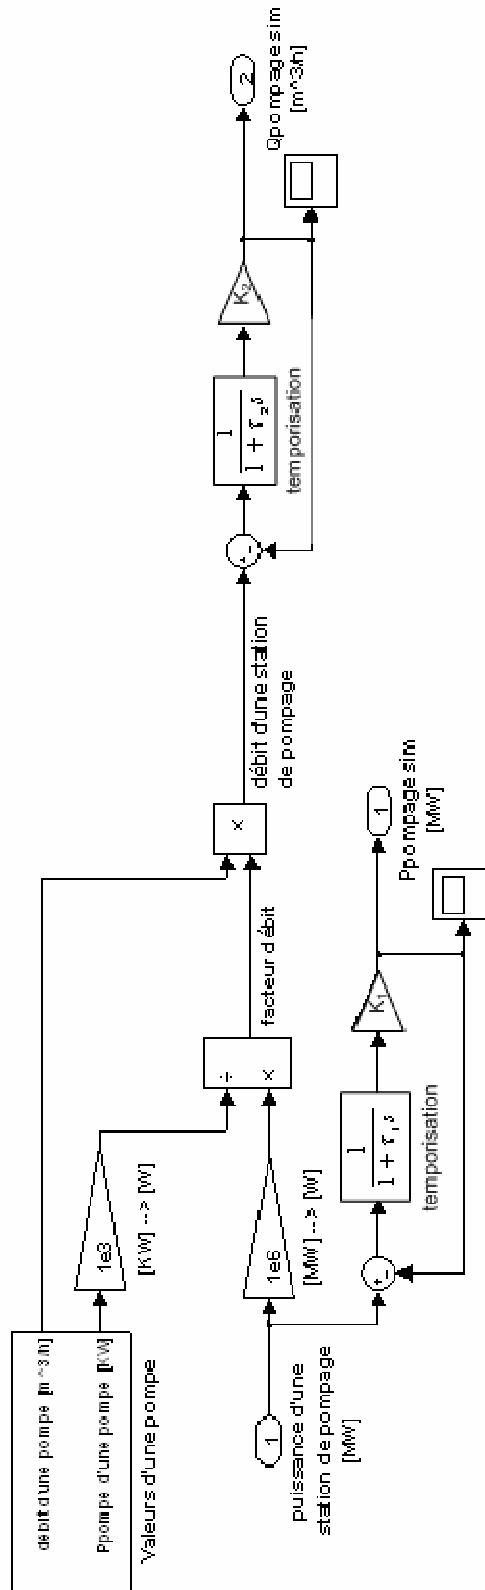 débit d'une pompe [m^3/h]
Ppompe d'une pompe [KW]
Valeurs d'une pompe
1e3
[KW] --> [W]
1
puissance d'une
station de pompage
[MW]
1e6
[MW] --> [W]
÷
×
facteur débit
×
débit d'une station
de pompage
+
-
1
1 + τ₂s
temporisation
K₂
2
Qpompage sim
[m^3/h]
+
-
1
1 + τ₁s
temporisation
K₁
1
Ppompage sim
[MW]